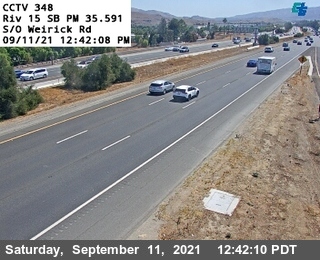 CCTV 348
Riv 15 SB PM 35.591
S/O Weirick Rd
09/11/21 12:42:08 PM
Saturday, September 11, 2021 12:42:10 PDT